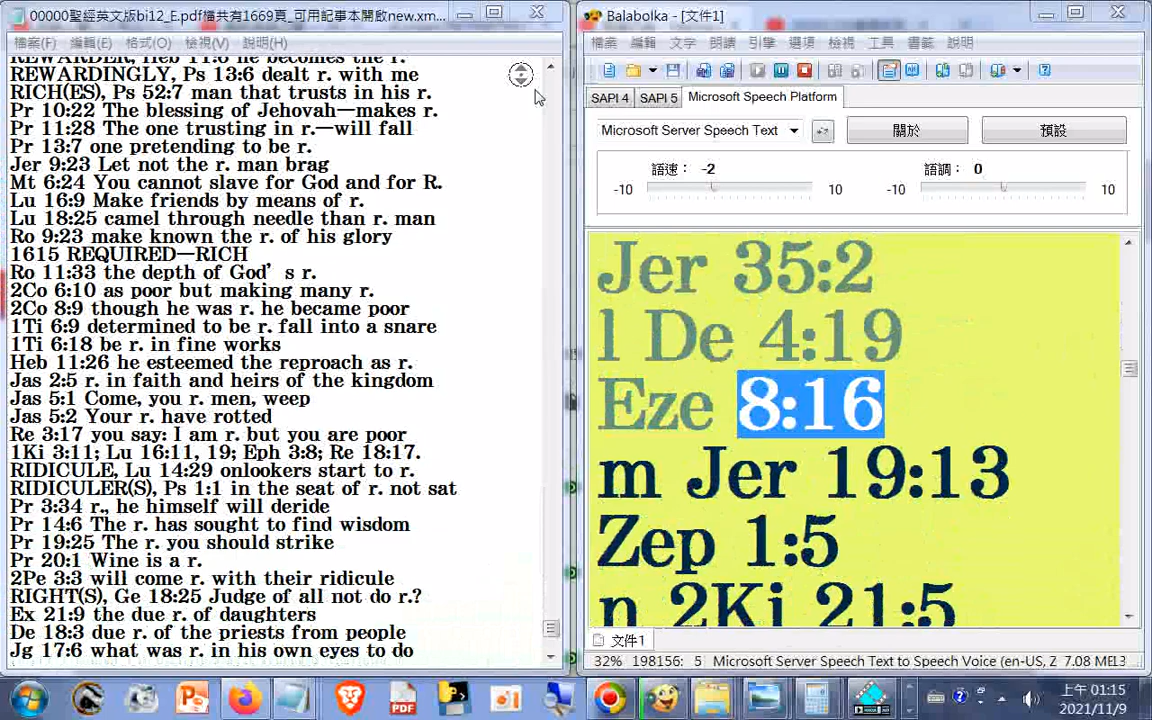 00000聖經英文版bi12_E.pdf檔共有1669頁_可用記事本開啟new.xm...
檔案(F) 編輯(E) 格式(O) 檢視(V) 說明(H)
REWARDER, Heb 11:6 he becomes the r.
REWARDINGLY, Ps 13:6 dealt r. with me
RICH(ES), Ps 52:7 man that trusts in his r.
Pr 10:22 The blessing of Jehovah—makes r.
Pr 11:28 The one trusting in r.—will fall
Pr 13:7 one pretending to be r.
Jer 9:23 Let not the r. man brag
Mt 6:24 You cannot slave for God and for R.
Lu 16:9 Make friends by means of r.
Lu 18:25 camel through needle than r. man
Ro 9:23 make known the r. of his glory
1615 REQUIRED—RICH
Ro 11:33 the depth of God’s r.
2Co 6:10 as poor but making many r.
2Co 8:9 though he was r. he became poor
1Ti 6:9 determined to be r. fall into a snare
1Ti 6:18 be r. in fine works
Heb 11:26 he esteemed the reproach as r.
Jas 2:5 r. in faith and heirs of the kingdom
Jas 5:1 Come, you r. men, weep
Jas 5:2 Your r. have rotted
Re 3:17 you say: I am r. but you are poor
1Ki 3:11; Lu 16:11, 19; Eph 3:8; Re 18:17.
RIDICULE, Lu 14:29 onlookers start to r.
RIDICULER(S), Ps 1:1 in the seat of r. not sat
Pr 3:34 r., he himself will deride
Pr 14:6 The r. has sought to find wisdom
Pr 19:25 The r. you should strike
Pr 20:1 Wine is a r.
2Pe 3:3 will come r. with their ridicule
RIGHT(S), Ge 18:25 Judge of all not do r.?
Ex 21:9 the due r. of daughters
De 18:3 due r. of the priests from people
Jg 17:6 what was r. in his own eyes to do
Balabolka - [文件1]
檔案 編輯 文字 朗讀 引擎 選項 檢視 工具 書籤 說明
SAPI 4 SAPI 5 Microsoft Speech Platform
Microsoft Server Speech Text 關於 預設
語速: -2 語調: 0
-10 10 -10 10
Jer 35:2
l De 4:19
Eze 8:16
m Jer 19:13
Zep 1:5
n 2Ki 21:5
文件1
32% 198156: 5 Microsoft Server Speech Text to Speech Voice (en-US, Z 7.08 ME
上午 01:15
2021/11/9